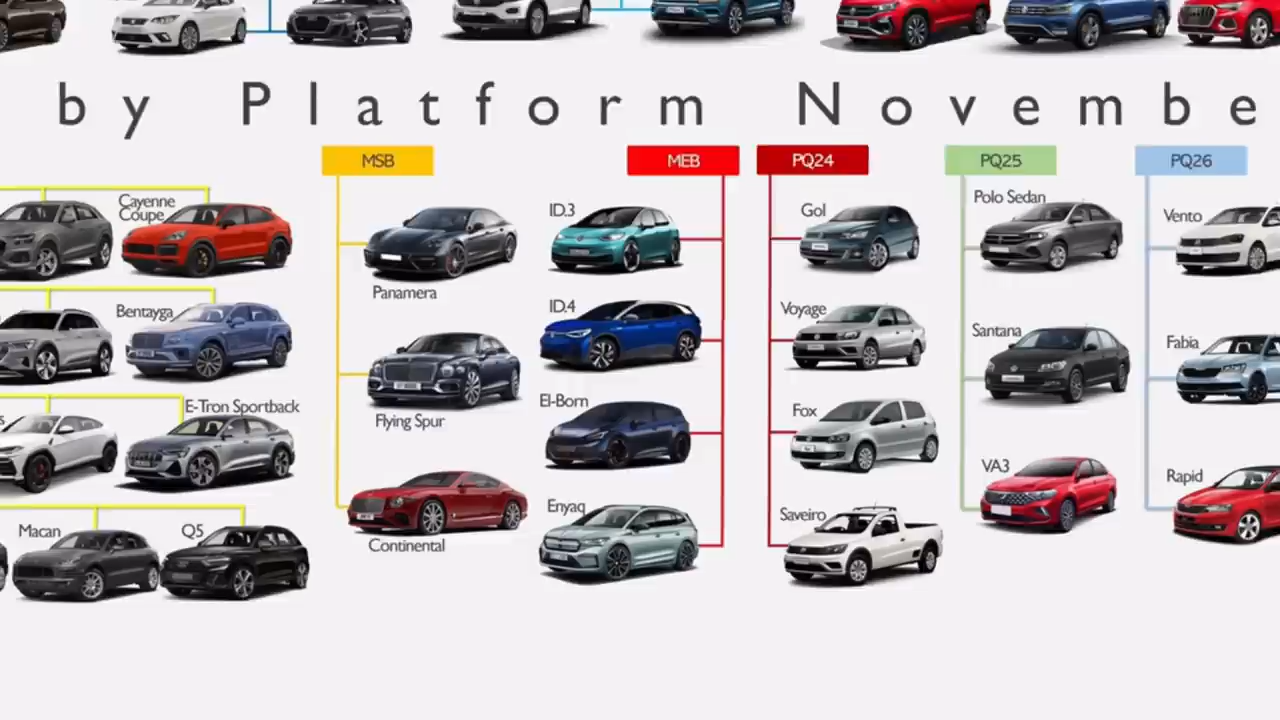 by Platform Novembe
MSB
MEB
PQ24
PQ25
PQ26
Cayenne
Coupe
Bentayga
E-Tron Sportback
Macan
Q5
Panamera
Flying Spur
Continental
ID.3
ID.4
El-Born
Enyaq
Gol
Voyage
Fox
Saveiro
Polo Sedan
Santana
VA3
Vento
Fabia
Rapid